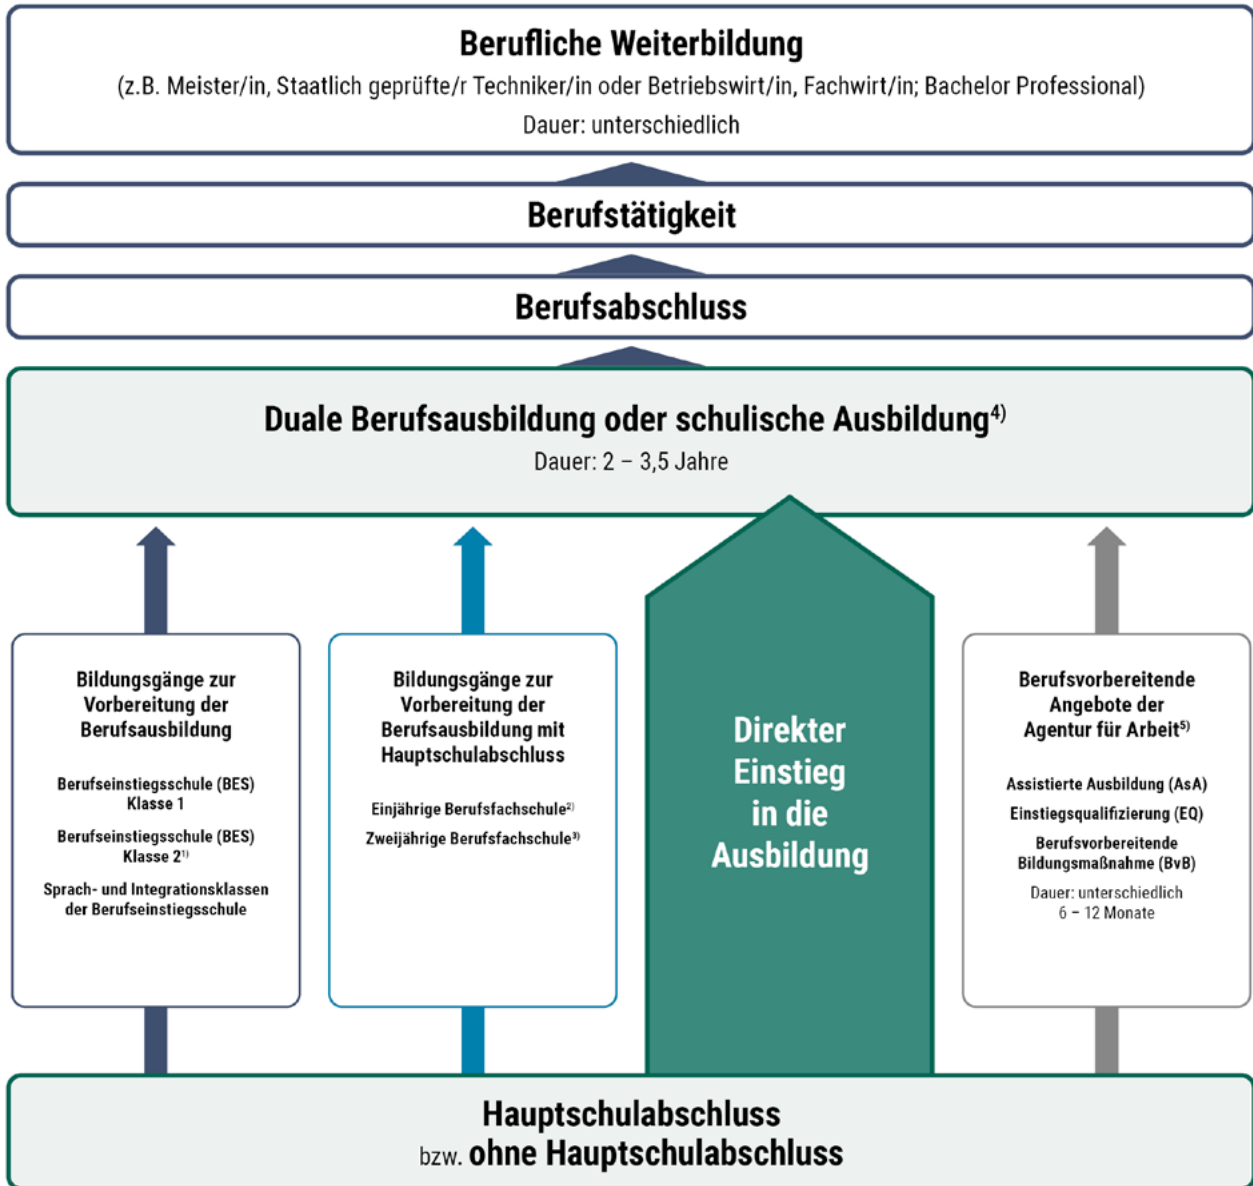 Berufliche Weiterbildung
(z.B. Meister/in, Staatlich geprüfte/r Techniker/in oder Betriebswirt/in, Fachwirt/in; Bachelor Professional)
Dauer: unterschiedlich
Berufstätigkeit
Berufsabschluss
Duale Berufsausbildung oder schulische Ausbildung⁴⁾
Dauer: 2 – 3,5 Jahre
Bildungsgänge zur
Vorbereitung der
Berufsausbildung
Berufseinstiegsschule (BES)
Klasse 1
Berufseinstiegsschule (BES)
Klasse 2¹⁾
Sprach- und Integrationsklassen
der Berufseinstiegsschule
Bildungsgänge zur
Vorbereitung der
Berufsausbildung mit
Hauptschulabschluss
Einjährige Berufsfachschule²⁾
Zweijährige Berufsfachschule³⁾
Direkter
Einstieg
in die
Ausbildung
Berufsvorbereitende
Angebote der
Agentur für Arbeit⁵⁾
Assistierte Ausbildung (AsA)
Einstiegsqualifizierung (EQ)
Berufsvorbereitende
Bildungsmaßnahme (BvB)
Dauer: unterschiedlich
6 – 12 Monate
Hauptschulabschluss
bzw. ohne Hauptschulabschluss